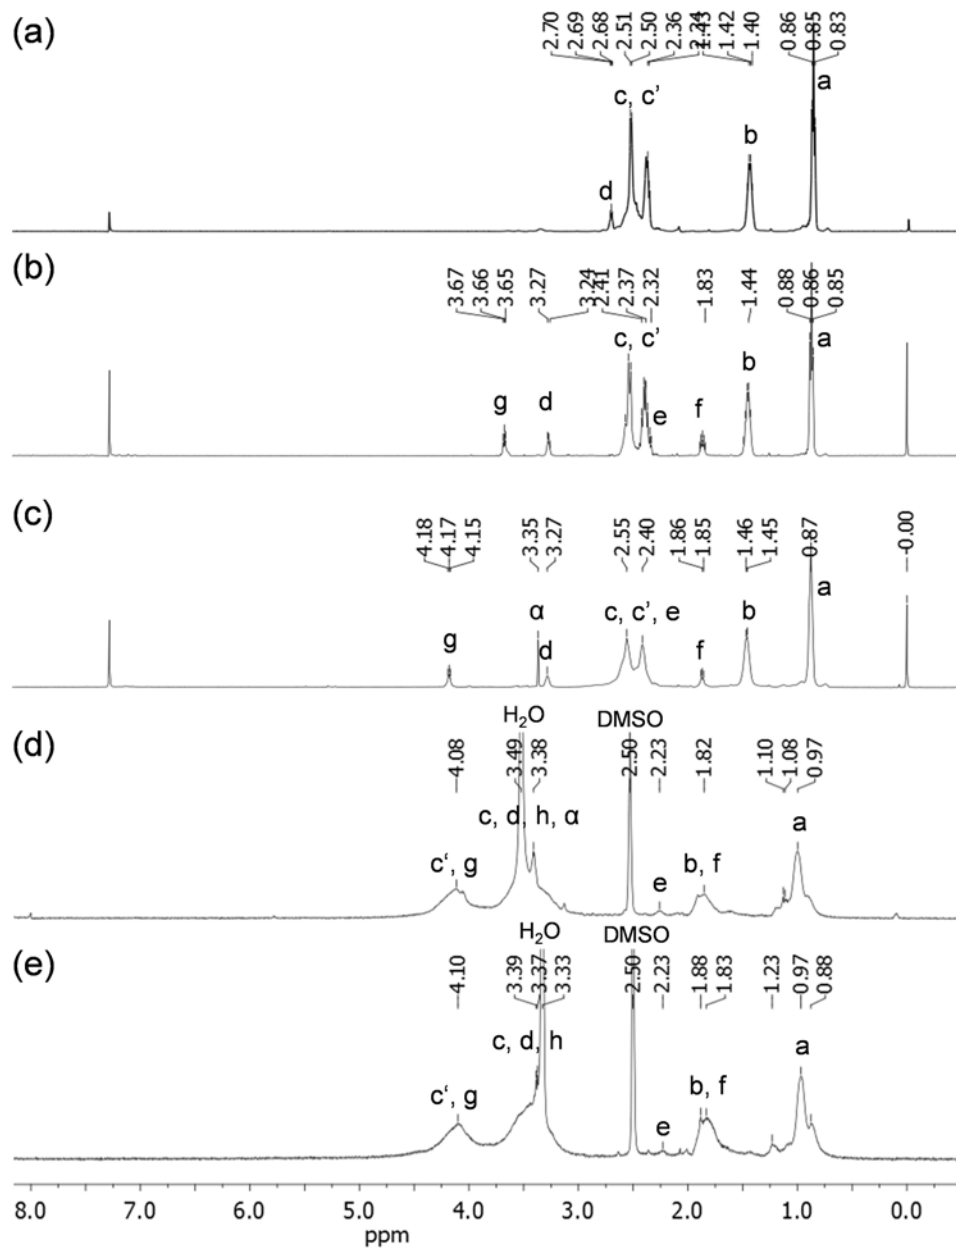 (a)
2.70 2.69 2.68 2.51 2.50 2.36 2.34 1.43 1.42 1.40 0.86 0.85 0.83
d c, c’ b a
(b)
3.67 3.66 3.65 3.27 3.24 2.41 2.37 2.32 1.83 1.44 0.88 0.86 0.85
g d c, c’ e f b a
(c)
4.18 4.17 4.15 3.35 3.27 2.55 2.40 1.86 1.85 1.46 1.45 0.87 -0.00
g α d c, c’, e f b a
(d)
H₂O DMSO
4.08 3.49 3.38 2.50 2.23 1.82 1.10 1.08 0.97
c‘, g c, d, h, α e b, f a
(e)
H₂O DMSO
4.10 3.39 3.37 3.33 2.50 2.23 1.88 1.83 1.23 0.97 0.88
c‘, g c, d, h e b, f a
8.0 7.0 6.0 5.0 4.0 3.0 2.0 1.0 0.0
ppm